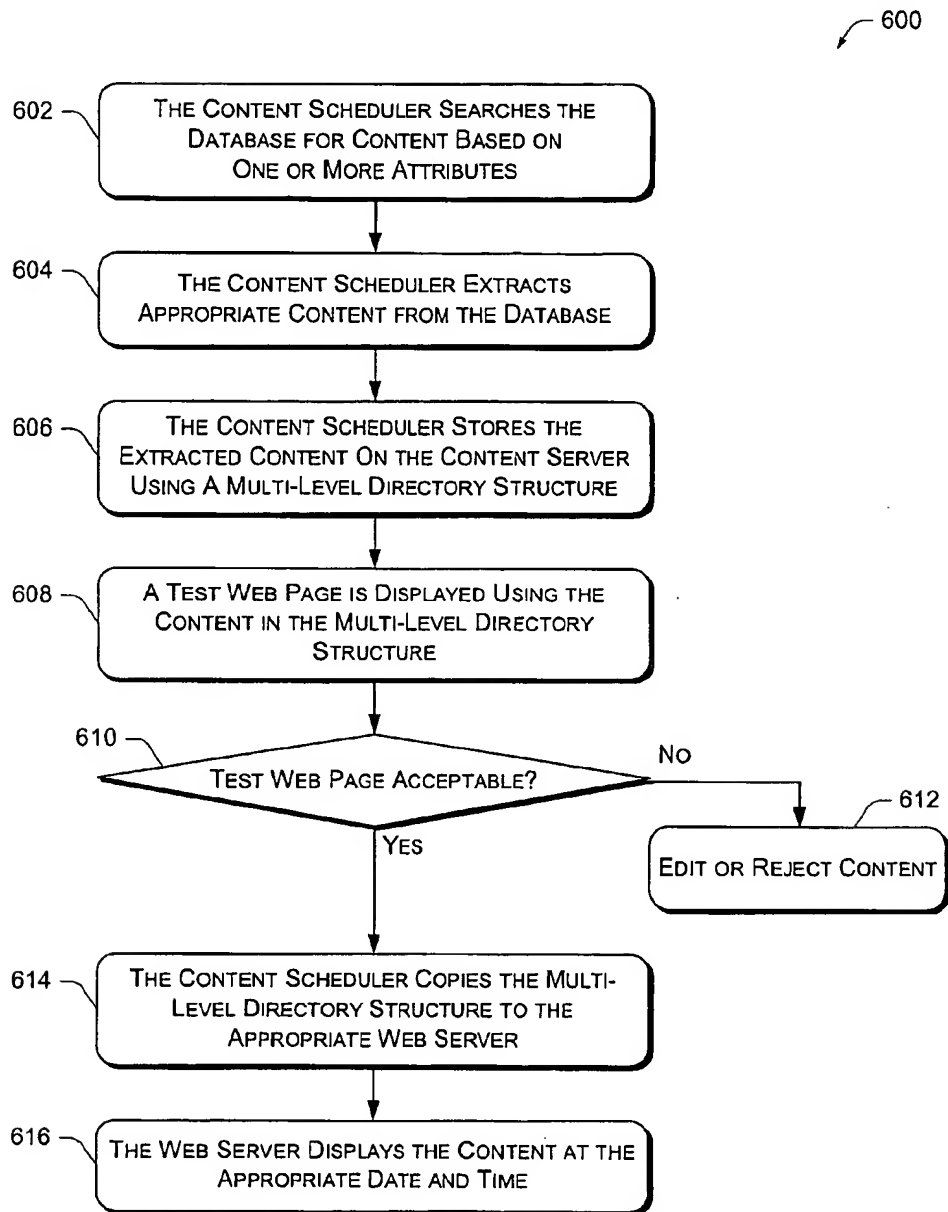 600
602
THE CONTENT SCHEDULER SEARCHES THE
DATABASE FOR CONTENT BASED ON
ONE OR MORE ATTRIBUTES
604
THE CONTENT SCHEDULER EXTRACTS
APPROPRIATE CONTENT FROM THE DATABASE
606
THE CONTENT SCHEDULER STORES THE
EXTRACTED CONTENT ON THE CONTENT SERVER
USING A MULTI-LEVEL DIRECTORY STRUCTURE
608
A TEST WEB PAGE IS DISPLAYED USING THE
CONTENT IN THE MULTI-LEVEL DIRECTORY
STRUCTURE
610
TEST WEB PAGE ACCEPTABLE?
NO
612
EDIT OR REJECT CONTENT
YES
614
THE CONTENT SCHEDULER COPIES THE MULTI-
LEVEL DIRECTORY STRUCTURE TO THE
APPROPRIATE WEB SERVER
616
THE WEB SERVER DISPLAYS THE CONTENT AT THE
APPROPRIATE DATE AND TIME